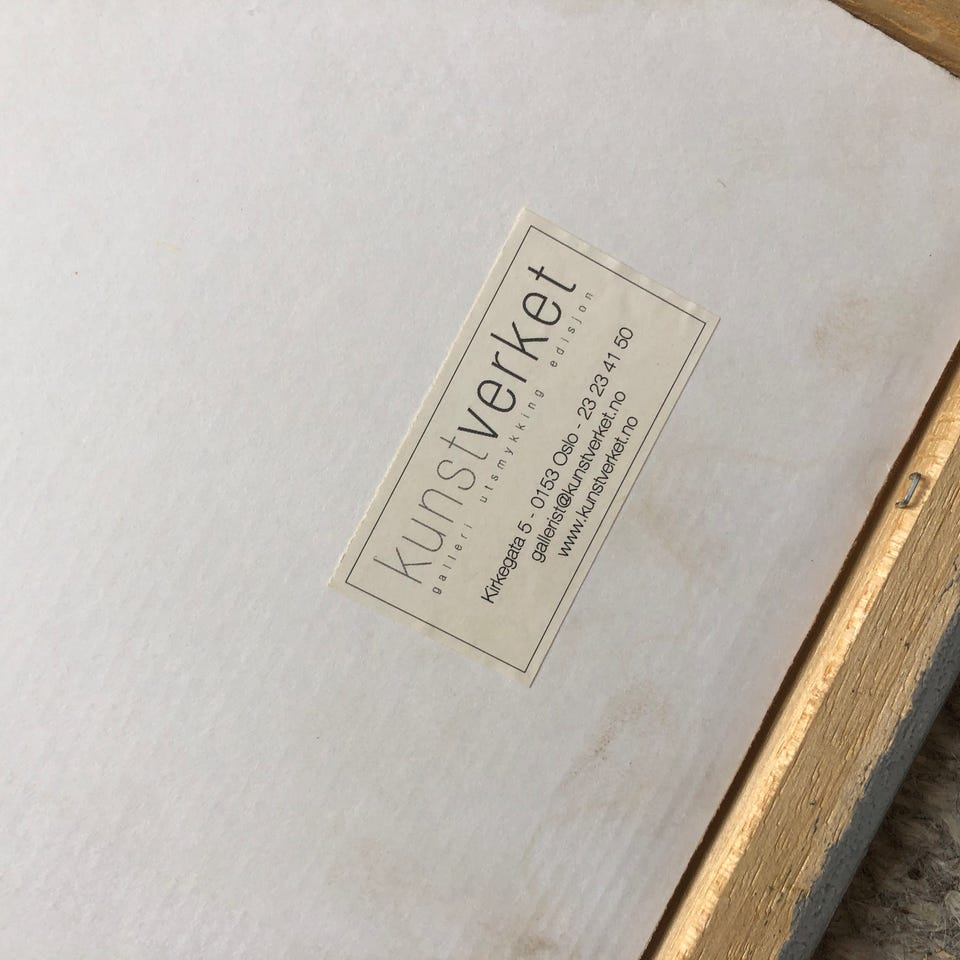 kunstverket
galleri utsmykking edisjon
Kirkegata 5 - 0153 Oslo - 23 23 41 50
gallerist@kunstverket.no
www.kunstverket.no